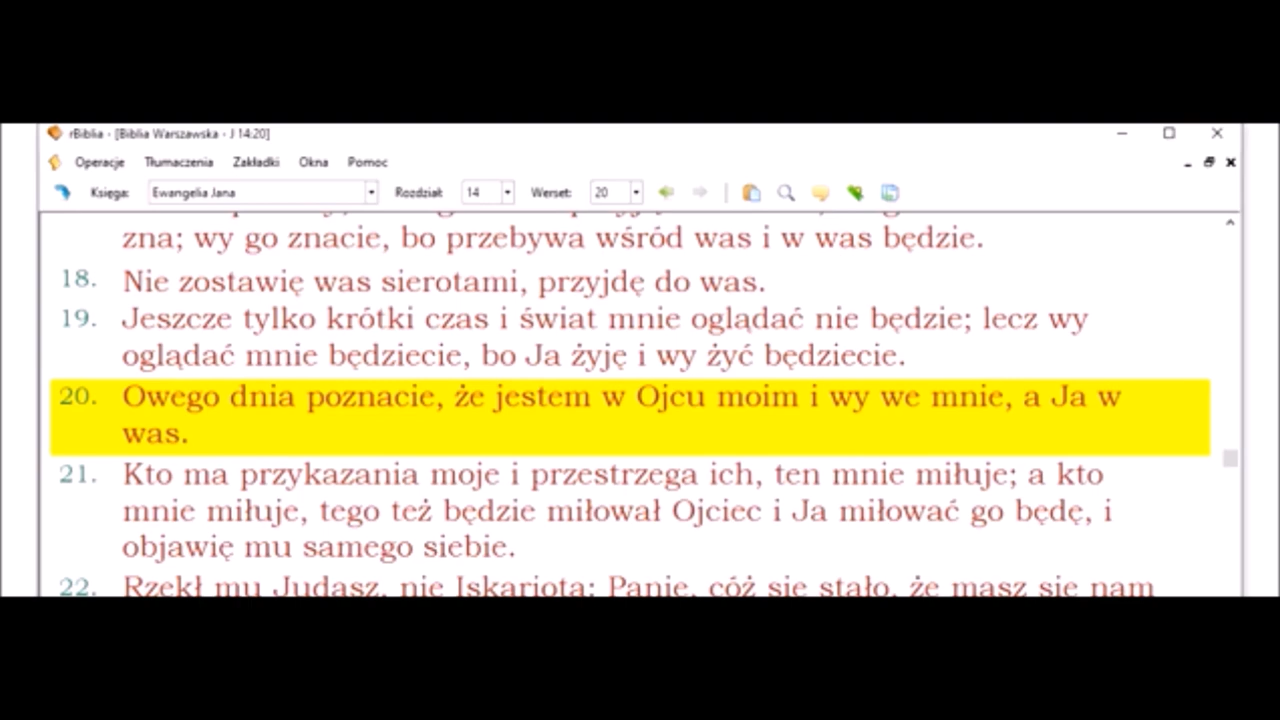 rBiblia - [Biblia Warszawska - J 14:20]
Operacje Tłumaczenia Zakładki Okna Pomoc
Księga: Ewangelia Jana Rozdział: 14 Werset: 20
zna; wy go znacie, bo przebywa wśród was i w was będzie.
18. Nie zostawię was sierotami, przyjdę do was.
19. Jeszcze tylko krótki czas i świat mnie oglądać nie będzie; lecz wy
oglądać mnie będziecie, bo Ja żyję i wy żyć będziecie.
20. Owego dnia poznacie, że jestem w Ojcu moim i wy we mnie, a Ja w
was.
21. Kto ma przykazania moje i przestrzega ich, ten mnie miłuje; a kto
mnie miłuje, tego też będzie miłował Ojciec i Ja miłować go będę, i
objawię mu samego siebie.
22. Rzekł mu Judasz, nie Iskariota: Panie, cóż się stało, że masz się nam